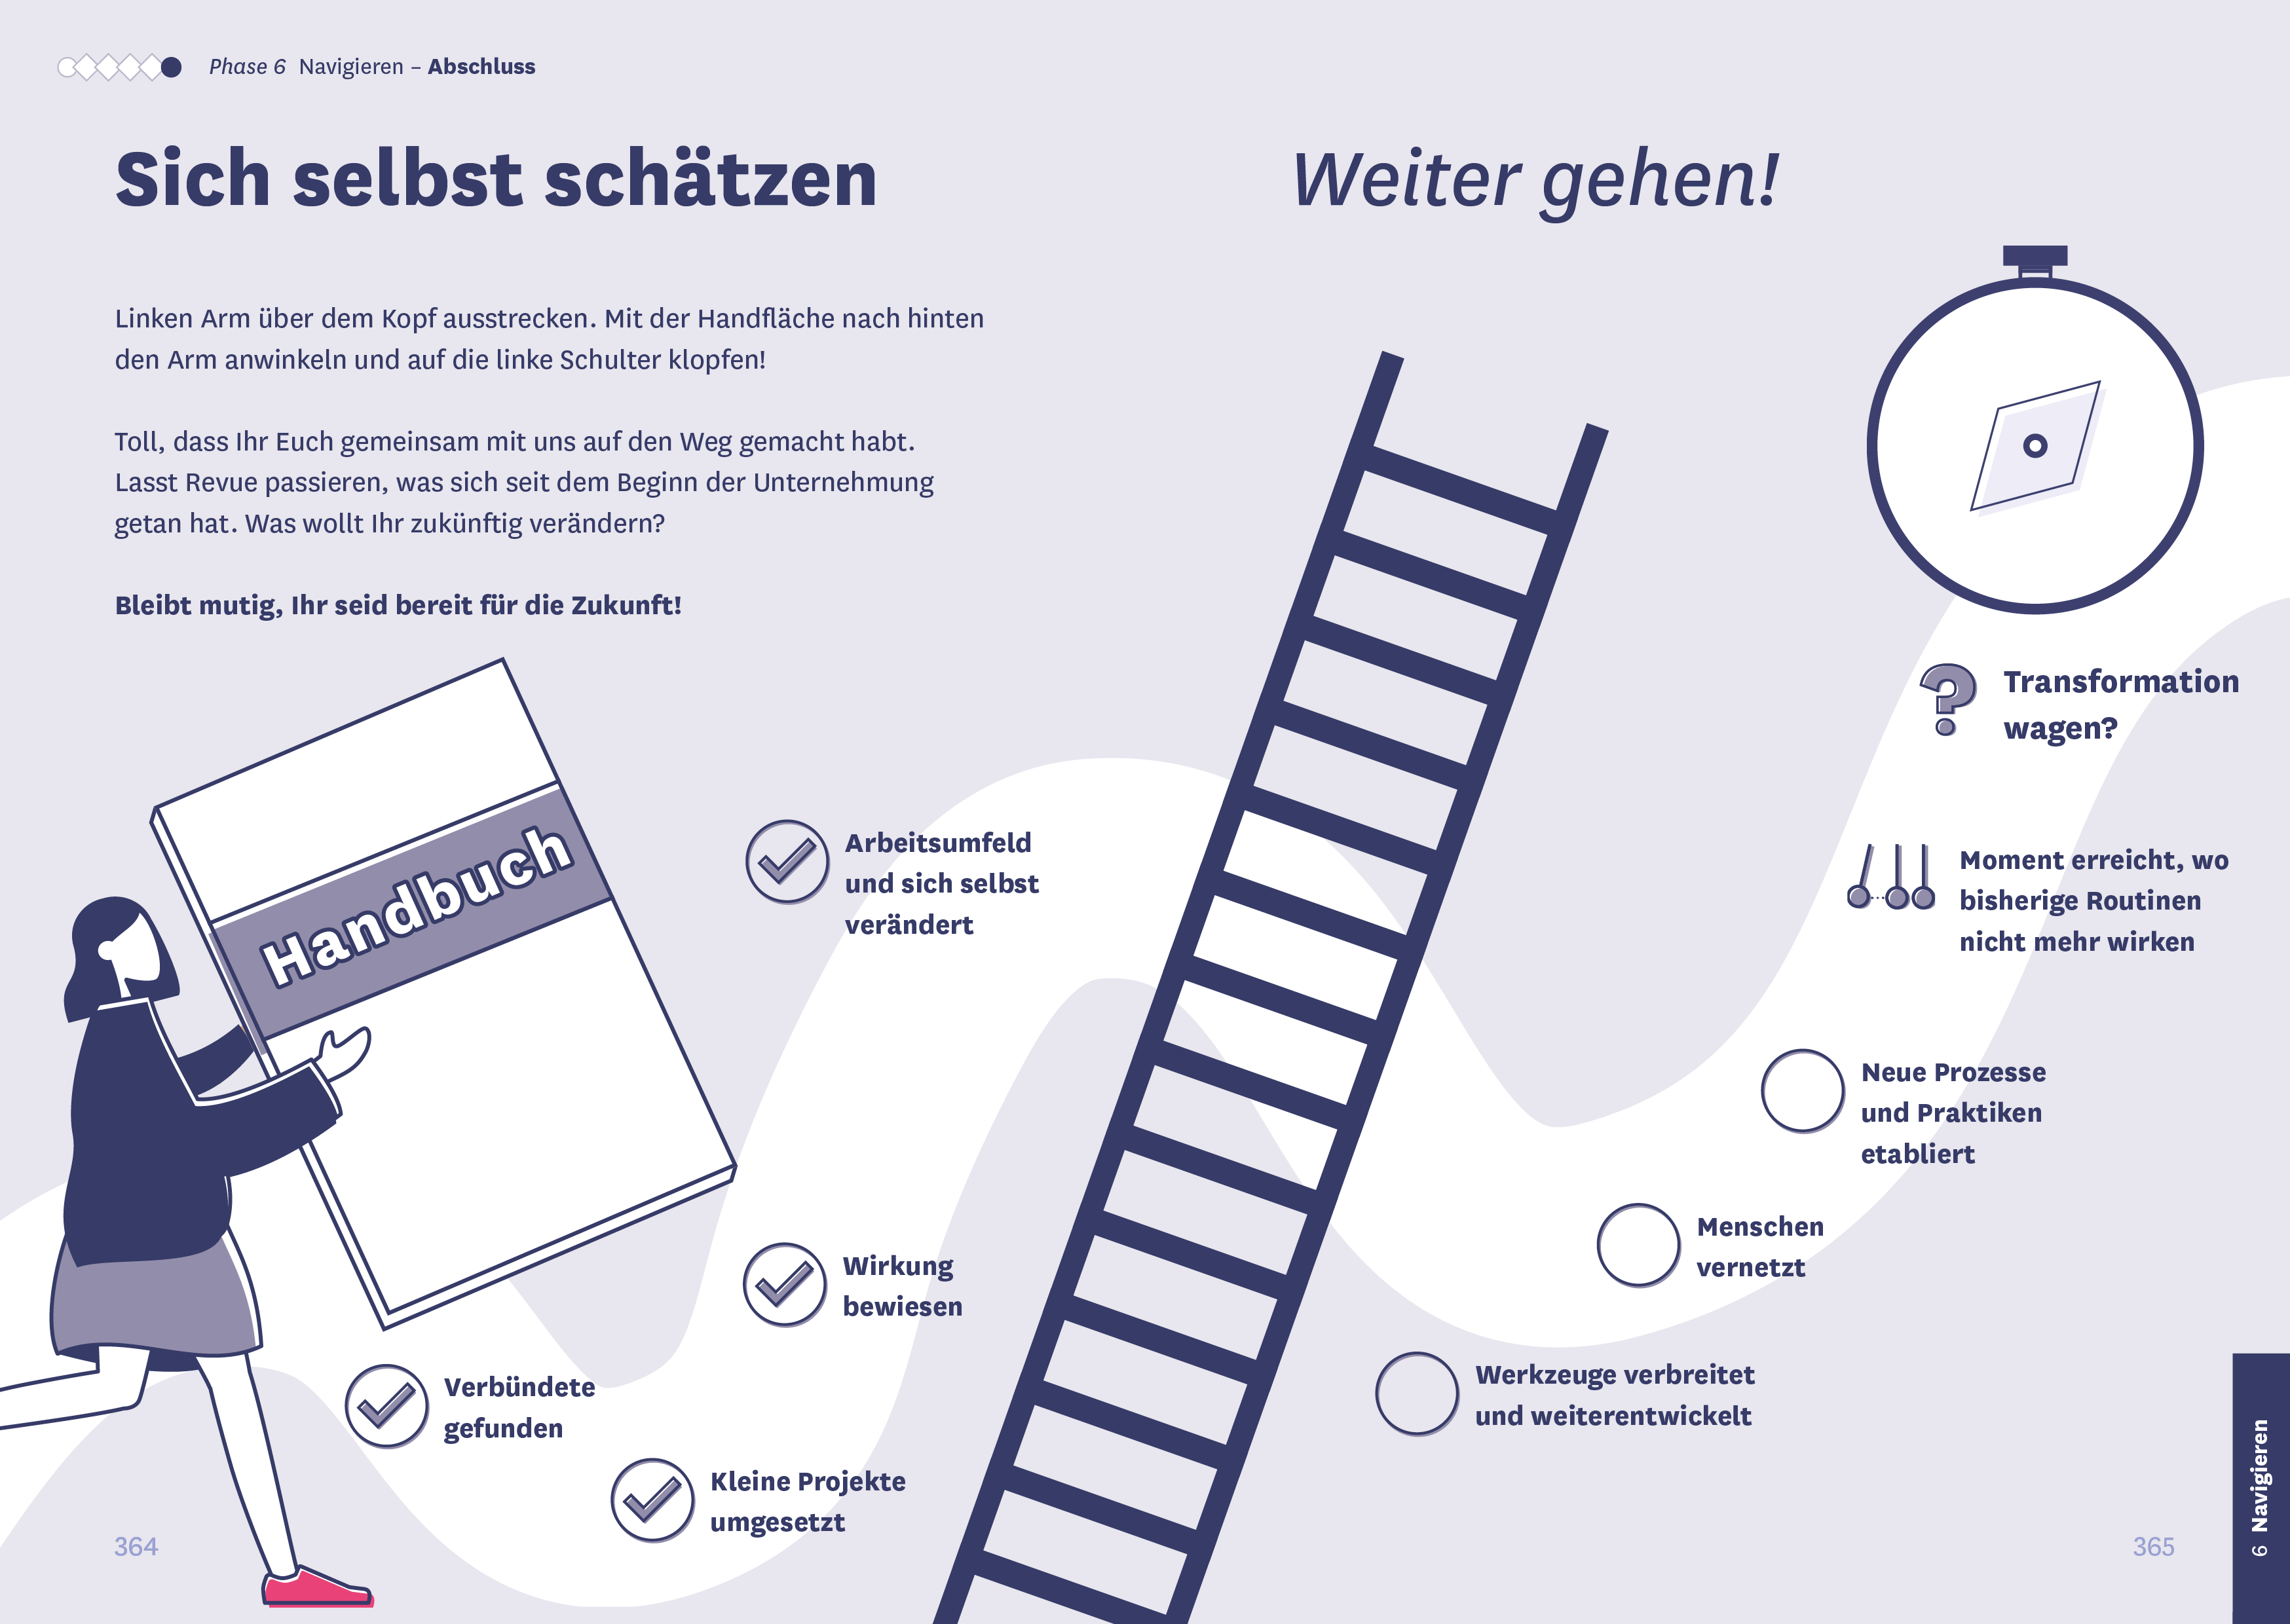 Phase 6 Navigieren – Abschluss
Sich selbst schätzen
Linken Arm über dem Kopf ausstrecken. Mit der Handfläche nach hinten
den Arm anwinkeln und auf die linke Schulter klopfen!
Toll, dass Ihr Euch gemeinsam mit uns auf den Weg gemacht habt.
Lasst Revue passieren, was sich seit dem Beginn der Unternehmung
getan hat. Was wollt Ihr zukünftig verändern?
Bleibt mutig, Ihr seid bereit für die Zukunft!
Handbuch
Verbündete
gefunden
Kleine Projekte
umgesetzt
Wirkung
bewiesen
Arbeitsumfeld
und sich selbst
verändert
364
Weiter gehen!
Werkzeuge verbreitet
und weiterentwickelt
Menschen
vernetzt
Neue Prozesse
und Praktiken
etabliert
Moment erreicht, wo
bisherige Routinen
nicht mehr wirken
?
Transformation
wagen?
365
6 Navigieren